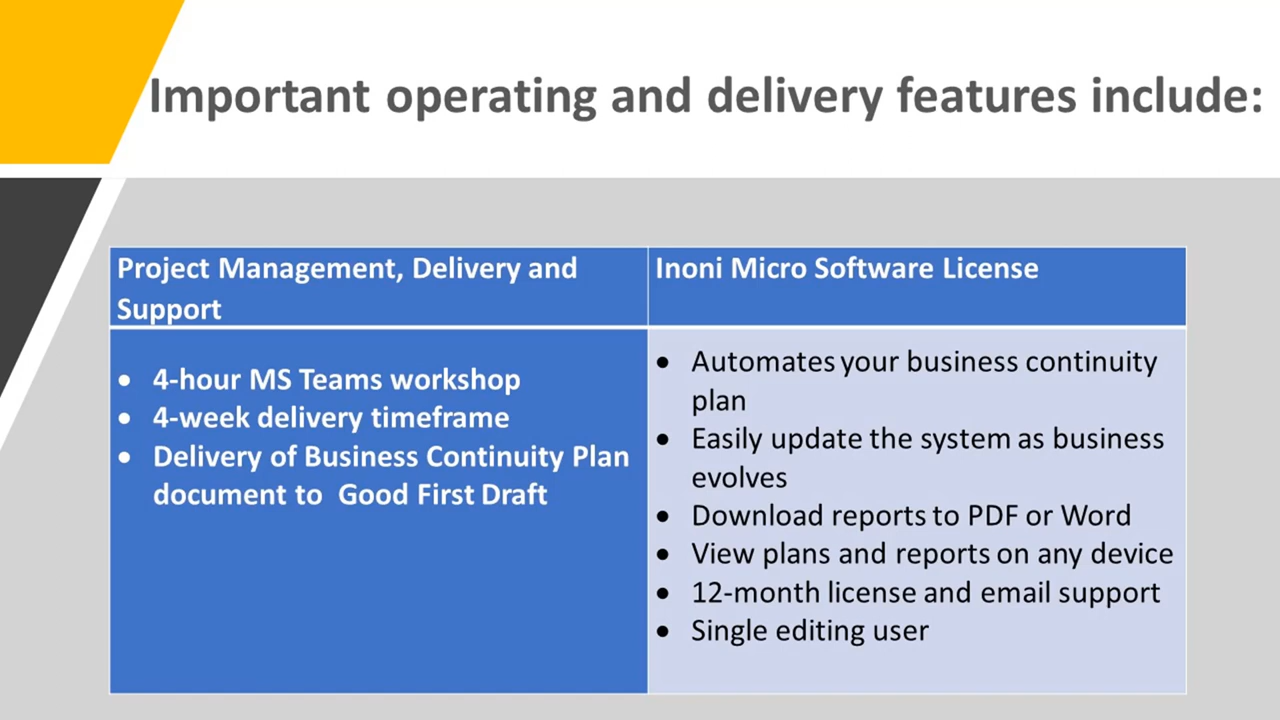 Important operating and delivery features include:
Project Management, Delivery and
Support
• 4-hour MS Teams workshop
• 4-week delivery timeframe
• Delivery of Business Continuity Plan
document to  Good First Draft
Inoni Micro Software License
• Automates your business continuity
plan
• Easily update the system as business
evolves
• Download reports to PDF or Word
• View plans and reports on any device
• 12-month license and email support
• Single editing user